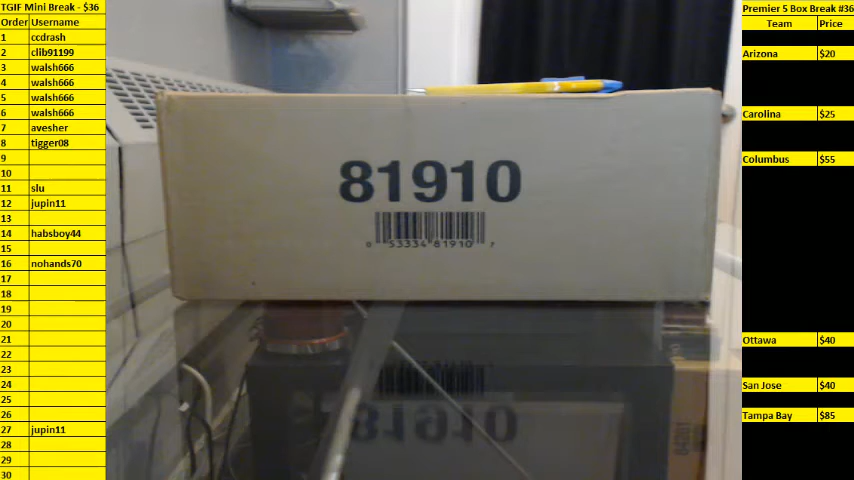 TGIF Mini Break - $36
Order Username
1 ccdrash
2 clib91199
3 walsh666
4 walsh666
5 walsh666
6 walsh666
7 avesher
8 tigger08
9
10
11 slu
12 jupin11
13
14 habsboy44
15
16 nohands70
17
18
19
20
21
22
23
24
25
26
27 jupin11
28
29
30
81910
0 53334 81910 7
81910
Premier 5 Box Break #36
Team Price
Arizona $20
Carolina $25
Columbus $55
Ottawa $40
San Jose $40
Tampa Bay $85